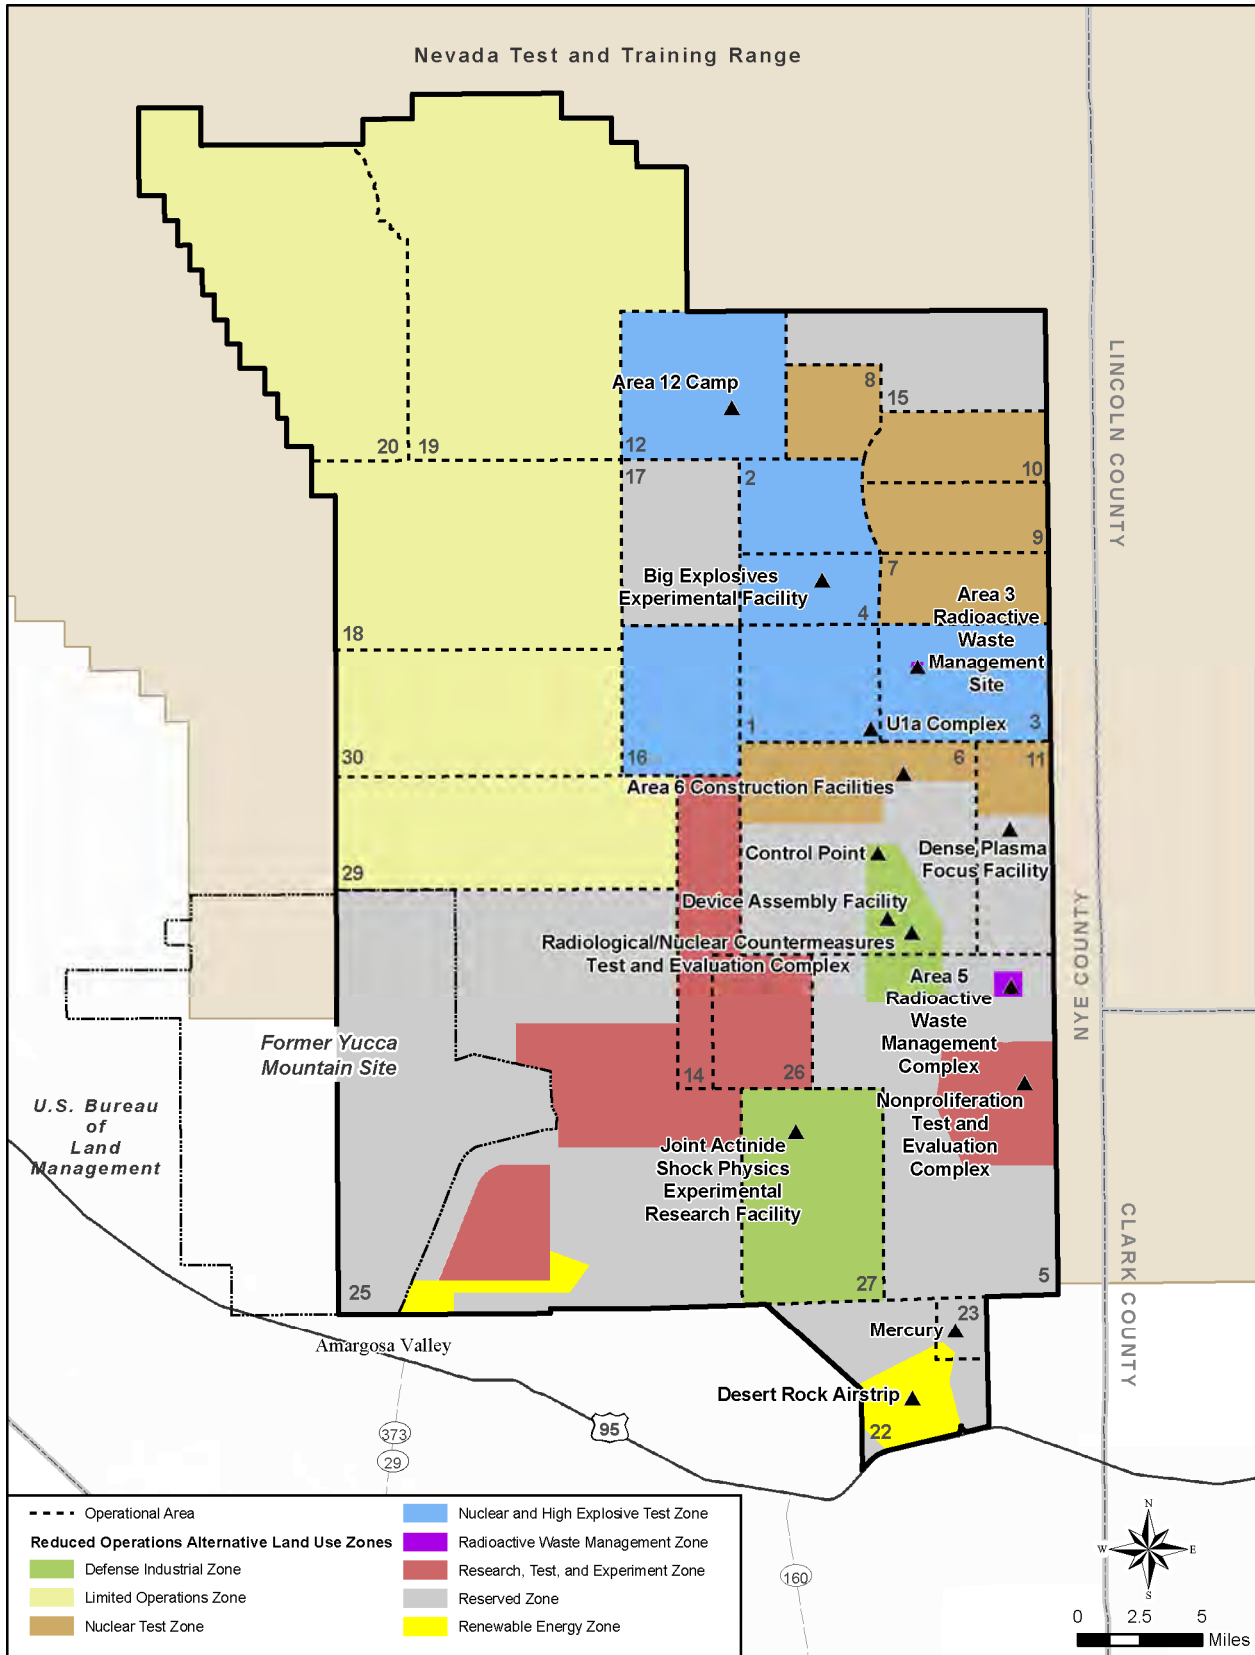 Nevada Test and Training Range
LINCOLN COUNTY
Area 12 Camp
8
15
20
19
12
10
17
2
9
Big Explosives
Experimental Facility
7
4
Area 3
Radioactive
Waste
Management
Site
18
U1a Complex
1
3
30
16
6
11
Area 6 Construction Facilities
Control Point
Dense Plasma
Focus Facility
29
Device Assembly Facility
NYE COUNTY
Radiological/Nuclear Countermeasures
Test and Evaluation Complex
Area 5
Radioactive
Waste
Management
Complex
Former Yucca
Mountain Site
14
26
U.S. Bureau
of
Land
Management
Nonproliferation
Test and
Evaluation
Complex
Joint Actinide
Shock Physics
Experimental
Research Facility
CLARK COUNTY
25
27
5
23
Mercury
Amargosa Valley
Desert Rock Airstrip
22
95
373
29
160
Operational Area
Reduced Operations Alternative Land Use Zones
Defense Industrial Zone
Limited Operations Zone
Nuclear Test Zone
Nuclear and High Explosive Test Zone
Radioactive Waste Management Zone
Research, Test, and Experiment Zone
Reserved Zone
Renewable Energy Zone
N
W
E
S
0 2.5 5
Miles